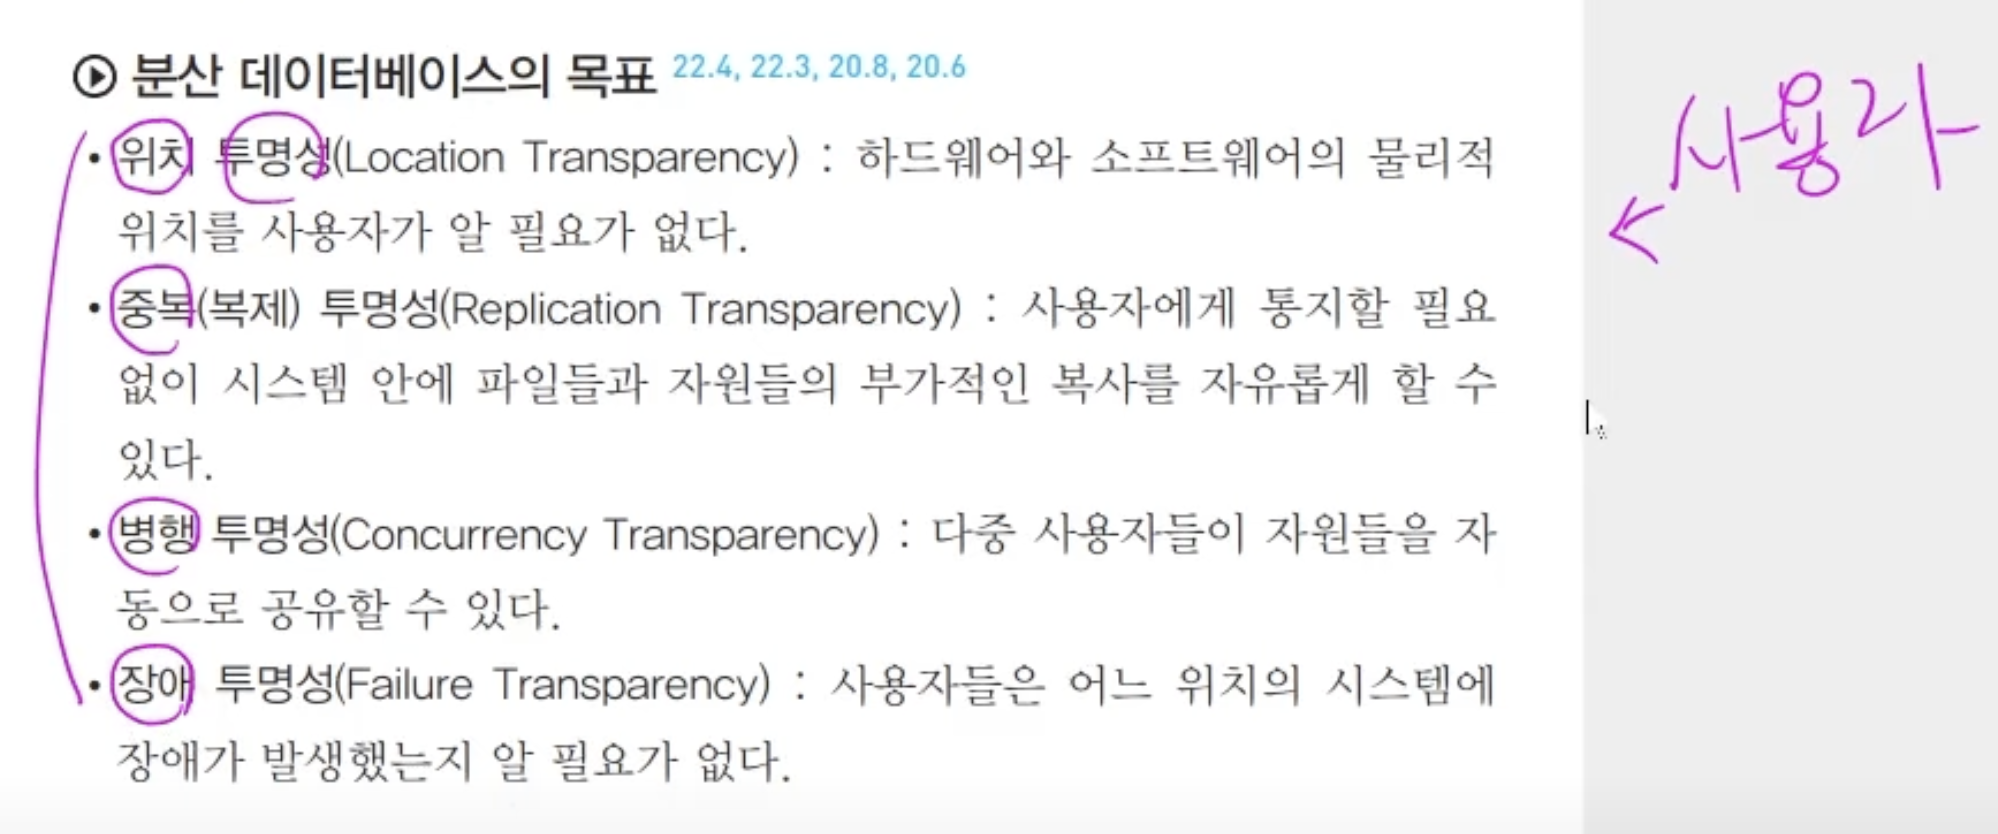 분산 데이터베이스의 목표 22.4, 22.3, 20.8, 20.6
사용자
• 위치 투명성(Location Transparency) : 하드웨어와 소프트웨어의 물리적
위치를 사용자가 알 필요가 없다.
• 중복(복제) 투명성(Replication Transparency) : 사용자에게 통지할 필요
없이 시스템 안에 파일들과 자원들의 부가적인 복사를 자유롭게 할 수
있다.
• 병행 투명성(Concurrency Transparency) : 다중 사용자들이 자원들을 자
동으로 공유할 수 있다.
• 장애 투명성(Failure Transparency) : 사용자들은 어느 위치의 시스템에
장애가 발생했는지 알 필요가 없다.